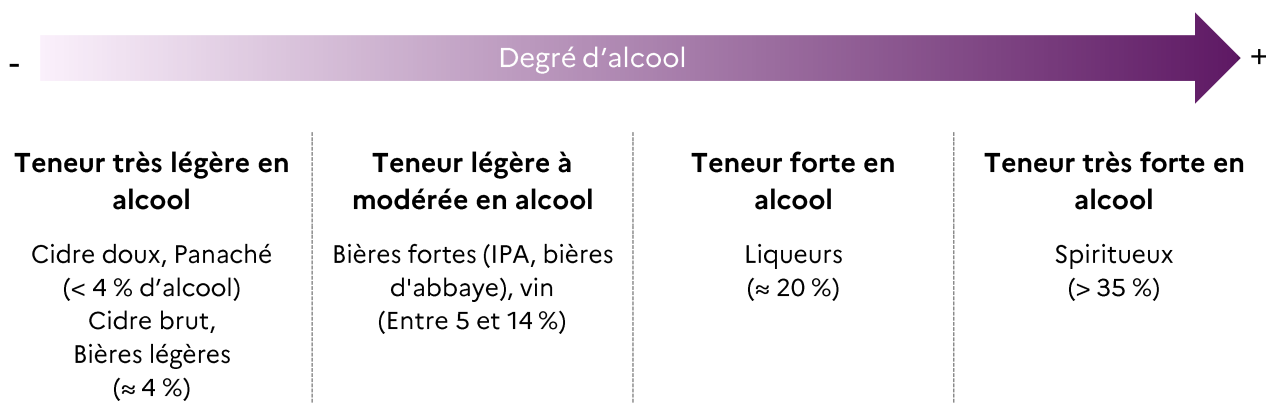 -
Degré d’alcool
+
Teneur très légère en
alcool
Cidre doux, Panaché
(< 4 % d’alcool)
Cidre brut,
Bières légères
(≈ 4 %)
Teneur légère à
modérée en alcool
Bières fortes (IPA, bières
d'abbaye), vin
(Entre 5 et 14 %)
Teneur forte en
alcool
Liqueurs
(≈ 20 %)
Teneur très forte en
alcool
Spiritueux
(> 35 %)